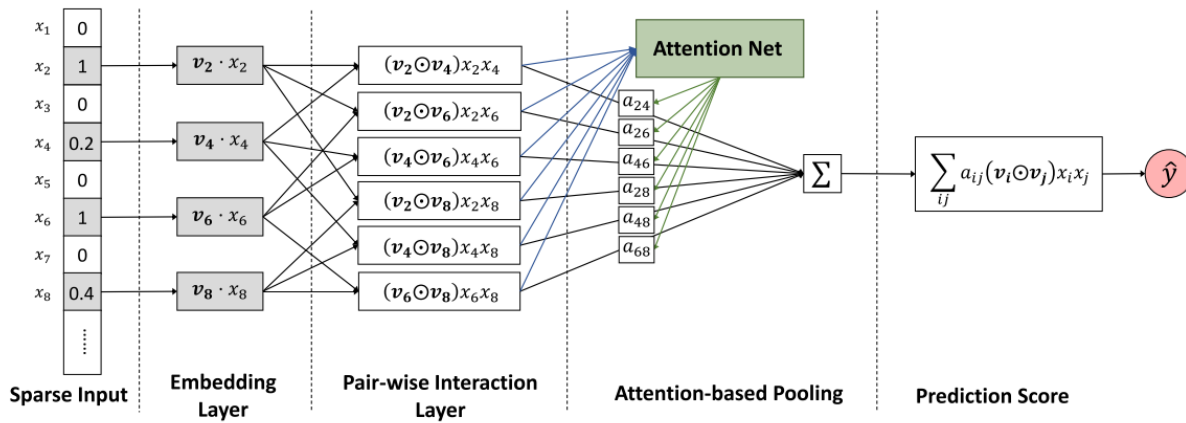 x₁ 0
x₂ 1
x₃ 0
x₄ 0.2
x₅ 0
x₆ 1
x₇ 0
x₈ 0.4
......
Sparse Input
v₂ · x₂
v₄ · x₄
v₆ · x₆
v₈ · x₈
Embedding
Layer
(v₂⊙v₄)x₂x₄
(v₂⊙v₆)x₂x₆
(v₄⊙v₆)x₄x₆
(v₂⊙v₈)x₂x₈
(v₄⊙v₈)x₄x₈
(v₆⊙v₈)x₆x₈
Pair-wise Interaction
Layer
Attention Net
a₂₄
a₂₆
a₄₆
a₂₈
a₄₈
a₆₈
Σ
Attention-based Pooling
∑ᵢⱼ aᵢⱼ(vᵢ⊙vⱼ)xᵢxⱼ
ŷ
Prediction Score